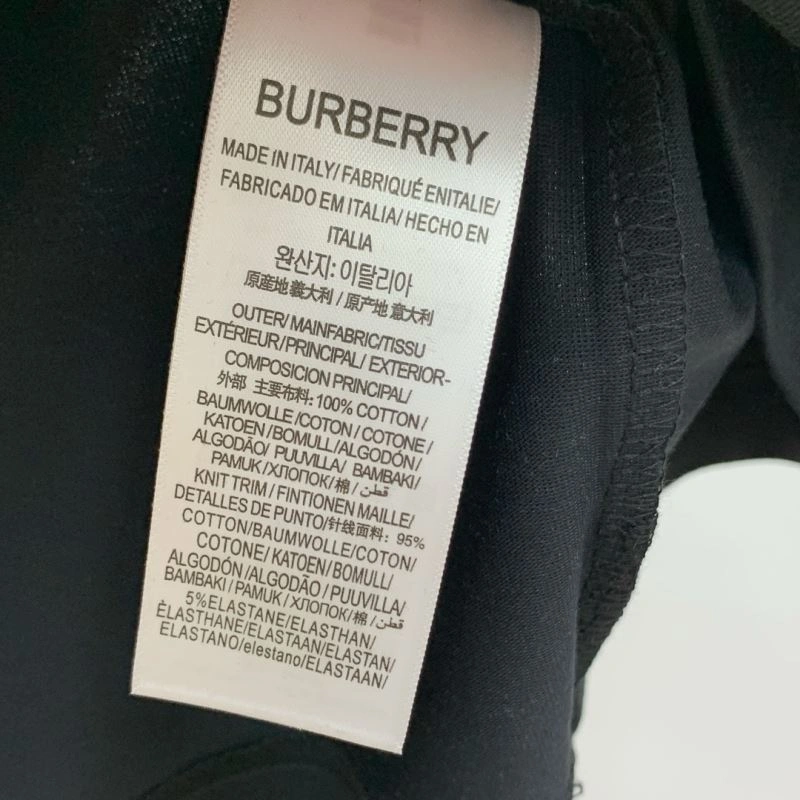 BURBERRY
MADE IN ITALY/ FABRIQUÉ ENITALIE/
FABRICADO EM ITALIA/ HECHO EN
ITALIA
완산지: 이탈리아
原産地義大利 / 原产地 意大利
OUTER/ MAINFABRIC/TISSU
EXTÉRIEUR/PRINCIPAL/ EXTERIOR-
COMPOSICION PRINCIPAL/
外部 主要布料: 100% COTTON /
BAUMWOLLE /COTON / COTONE /
KATOEN /BOMULL/ALGODÓN/
ALGODÃO/ PUUVILLA/ BAMBAKI/
PAMUK /ХЛОПОК/ 棉 / قطن /
KNIT TRIM / FINTIONEN MAILLE/
DETALLES DE PUNTO/针线面料: 95%
COTTON/BAUMWOLLE/COTON/
COTONE/ KATOEN/BOMULL/
ALGODÓN /ALGODÃO / PUUVILLA/
BAMBAKI / PAMUK /ХЛОПОК/ 棉 / قطن /
5%ELASTANE/ELASTHAN/
ÉLASTHANE/ELASTAAN/ELASTAN/
ELASTANO/elestano/ELASTAAN/